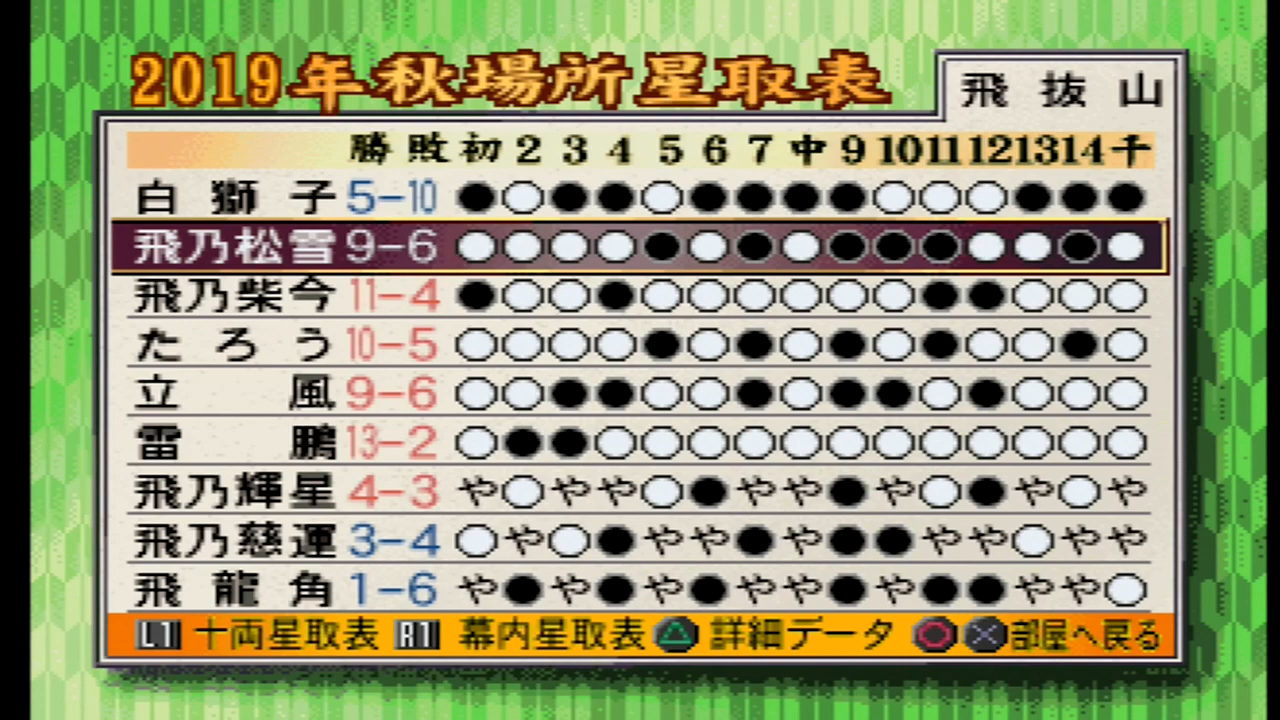 2019年秋場所星取表
飛抜山
勝 敗 初 2 3 4 5 6 7 中 9 10 11 12 13 14 千
白獅子 5-10 ●○●●○●●●●○○○●●●
飛乃松雪 9-6 ○○○○●○●○●●●○○●○
飛乃柴今 11-4 ●○○●○○○○○○●●○○○
たろう 10-5 ○○○○●○●○●○●○○●○
立風 9-6 ○○●●○○●○●●○●○○○
雷鵬 13-2 ○●●○○○○○○○○○○○○
飛乃輝星 4-3 や○やや○●やや●や○●や○や
飛乃慈運 3-4 ○や○●やや●や●●やや○やや
飛龍角 1-6 や●や●や●やや●や●●やや○
L1 十両星取表 R1 幕内星取表 △ 詳細データ ○ × 部屋へ戻る